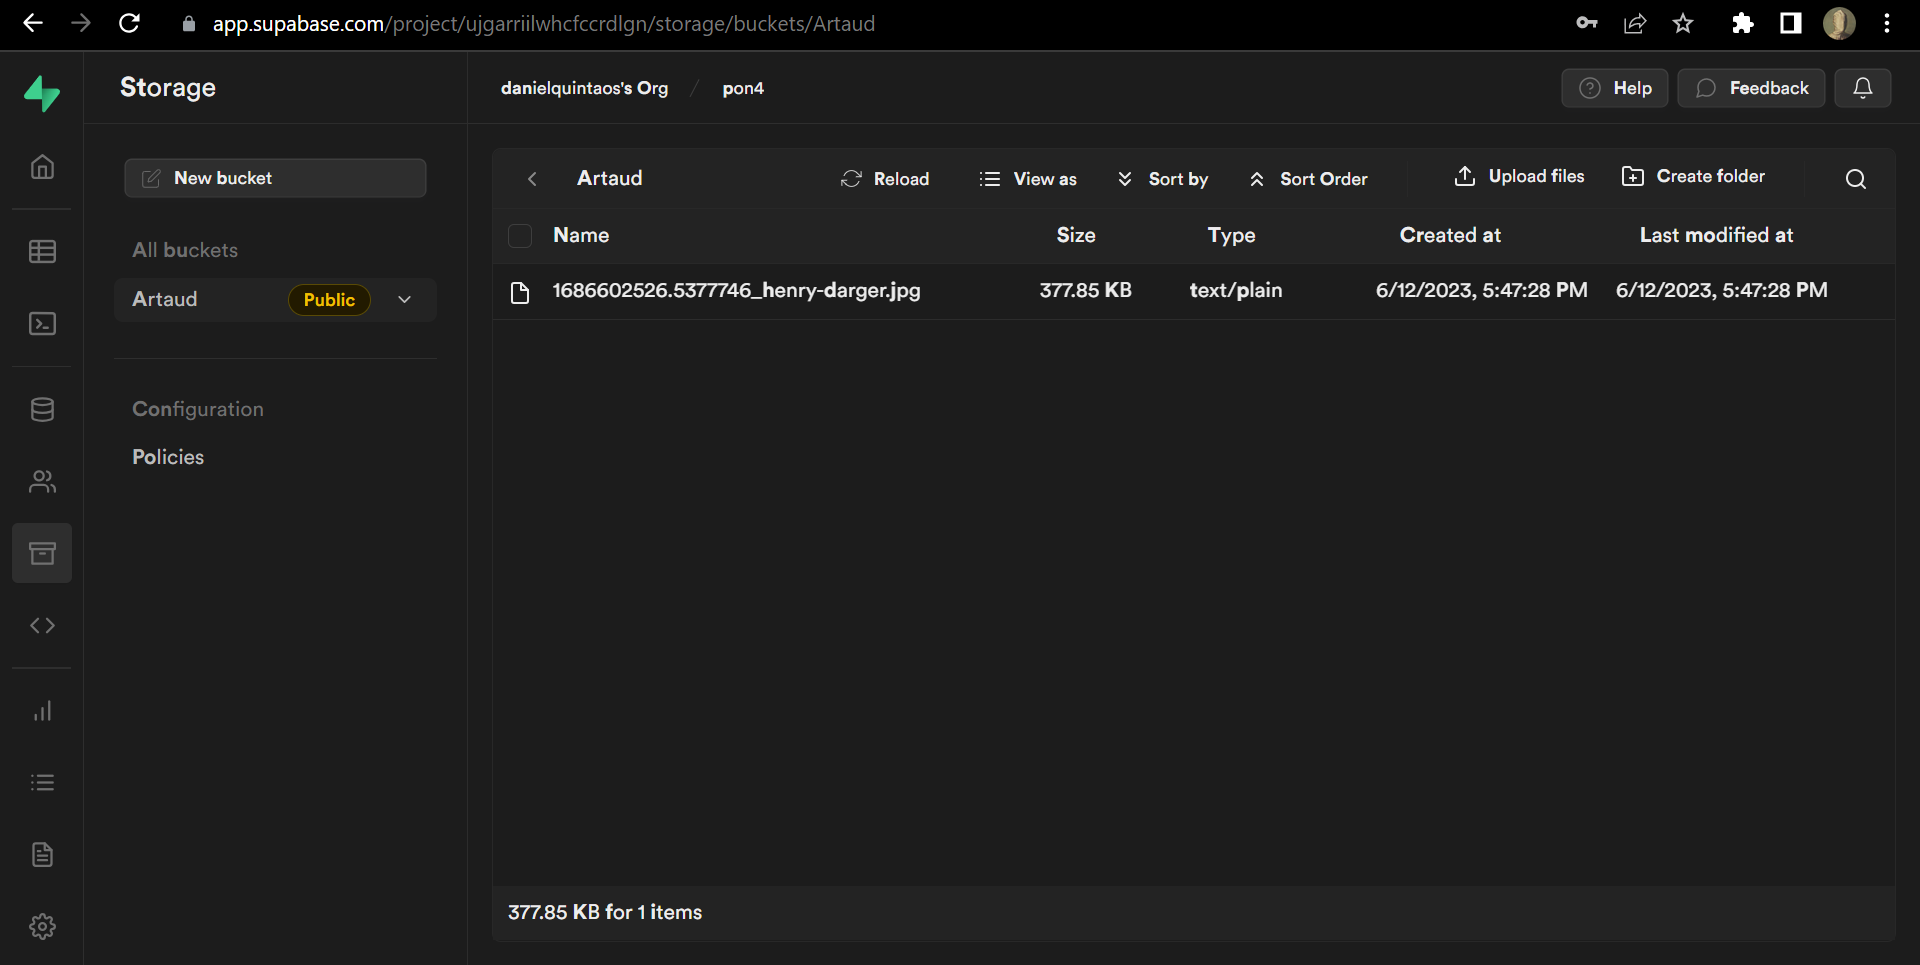 app.supabase.com/project/ujgarriilwhcfccrdlgn/storage/buckets/Artaud
Storage
danielquintaos's Org / pon4
Help
Feedback
New bucket
All buckets
Artaud
Public
Configuration
Policies
Artaud
Reload
View as
Sort by
Sort Order
Upload files
Create folder
Name Size Type Created at Last modified at
1686602526.5377746_henry-darger.jpg 377.85 KB text/plain 6/12/2023, 5:47:28 PM 6/12/2023, 5:47:28 PM
377.85 KB for 1 items